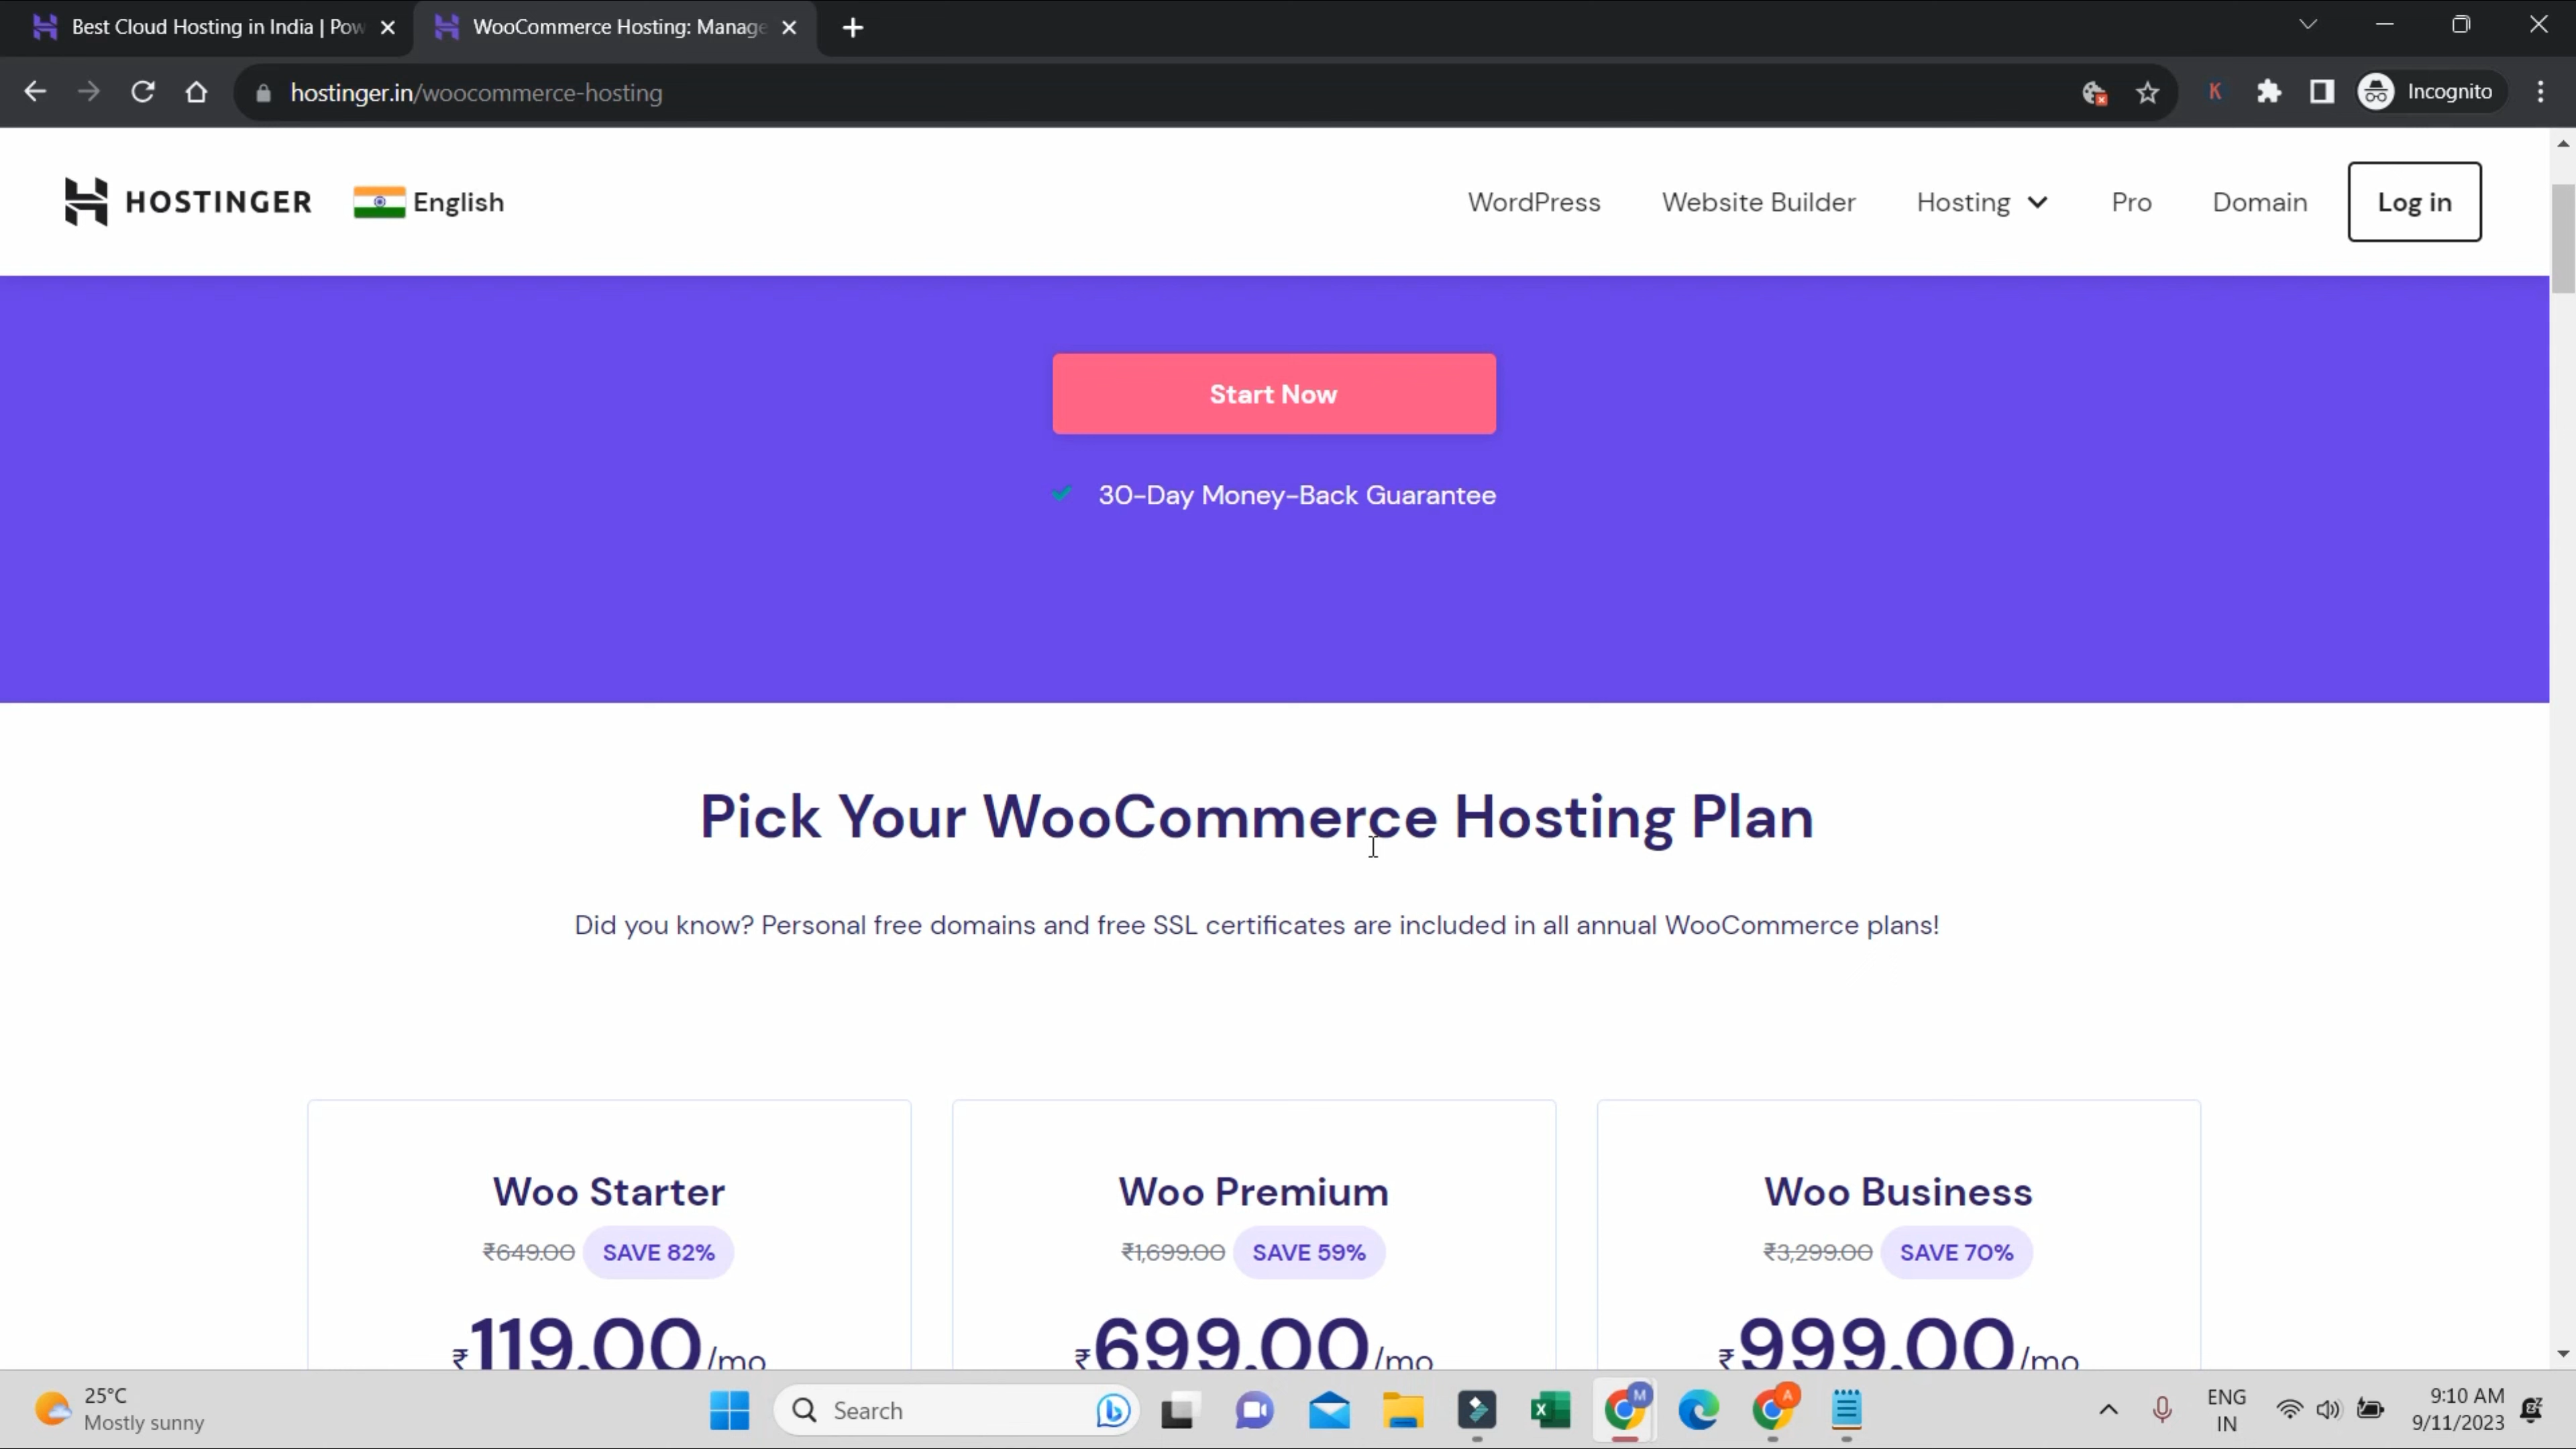 Best Cloud Hosting in India | Pow
WooCommerce Hosting: Manage
hostinger.in/woocommerce-hosting
K
Incognito
HOSTINGER
English
WordPress
Website Builder
Hosting
Pro
Domain
Log in
Start Now
30-Day Money-Back Guarantee
Pick Your WooCommerce Hosting Plan
Did you know? Personal free domains and free SSL certificates are included in all annual WooCommerce plans!
Woo Starter
₹649.00 SAVE 82%
₹119.00/mo
Woo Premium
₹1,699.00 SAVE 59%
₹699.00/mo
Woo Business
₹3,299.00 SAVE 70%
₹999.00/mo
25°C
Mostly sunny
Search
M
A
ENG
IN
9:10 AM
9/11/2023